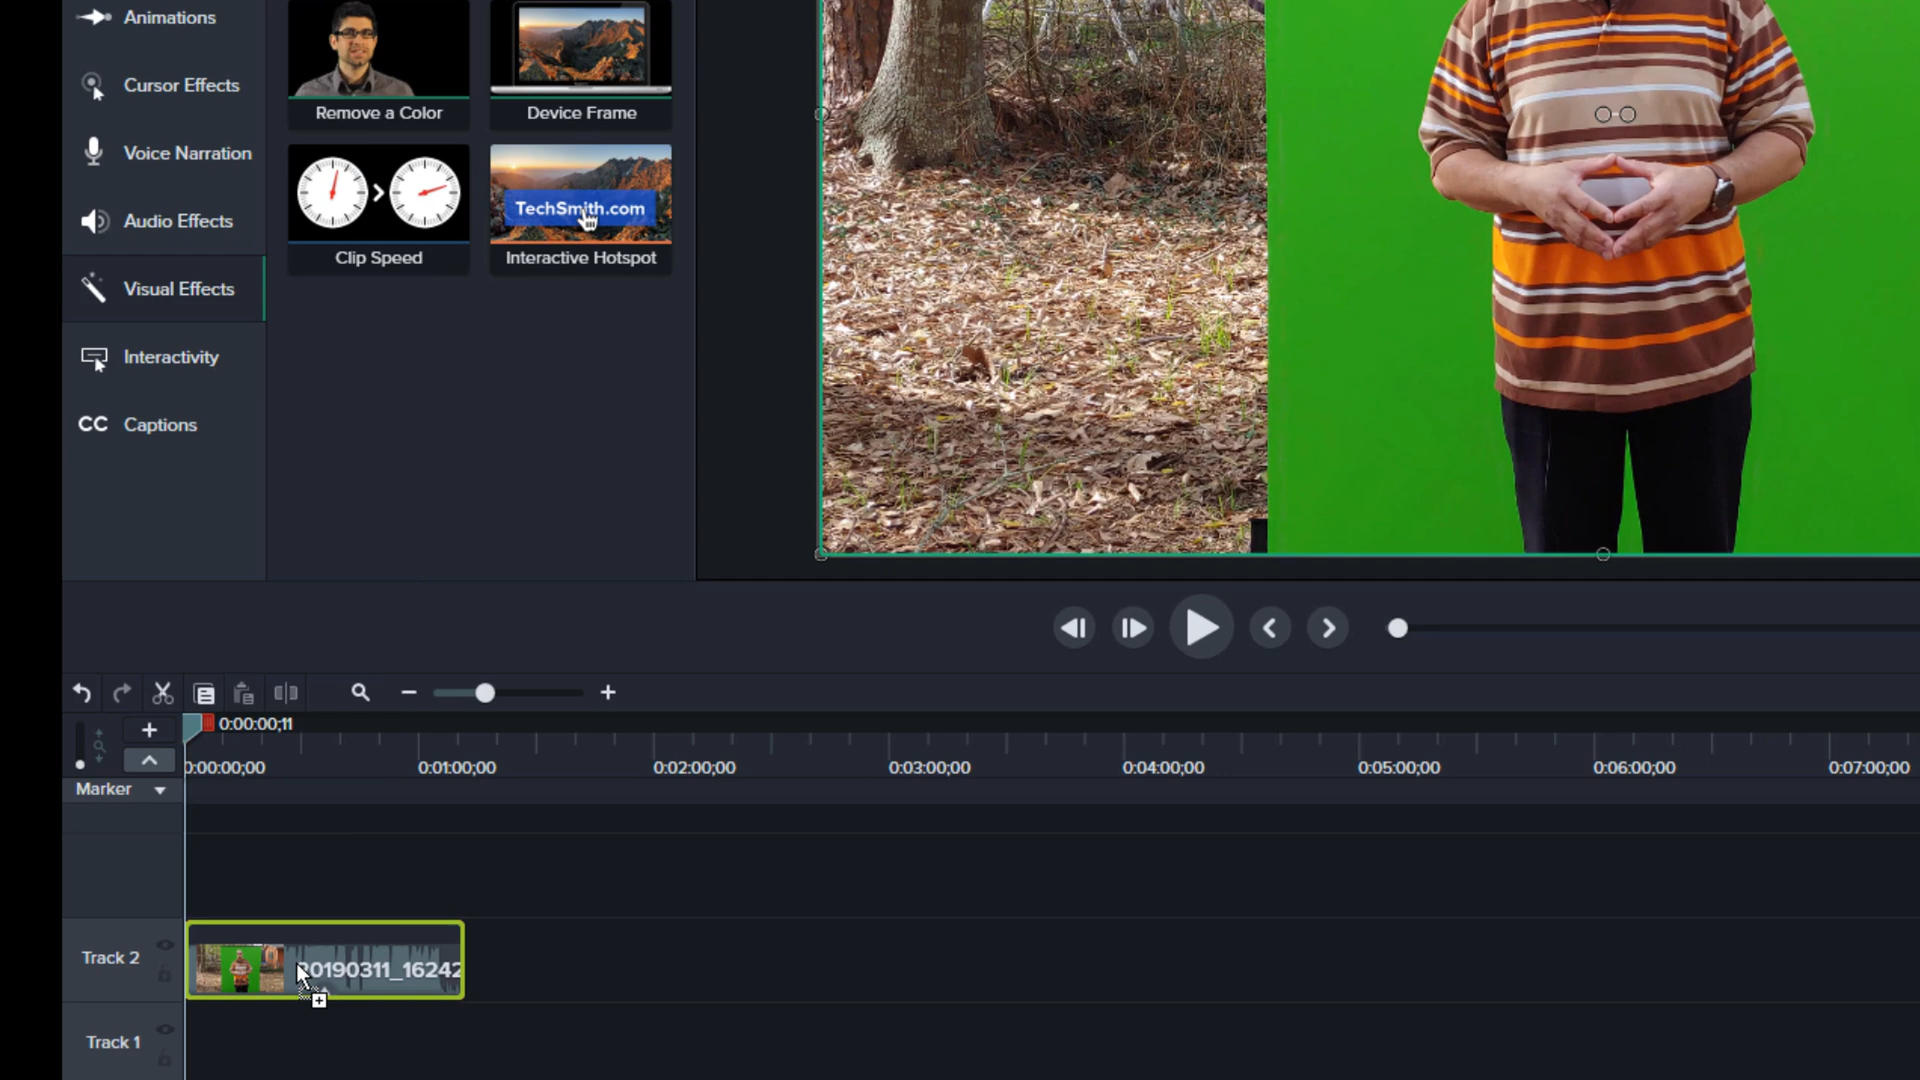 Animations
Cursor Effects
Voice Narration
Audio Effects
Visual Effects
Interactivity
CC Captions
Remove a Color
Device Frame
TechSmith.com
Clip Speed
Interactive Hotspot
0:00:00;11
0:00:00;00
0:01:00;00
0:02:00;00
0:03:00;00
0:04:00;00
0:05:00;00
0:06:00;00
0:07:00;00
Marker
Track 2
20190311_16242
Track 1